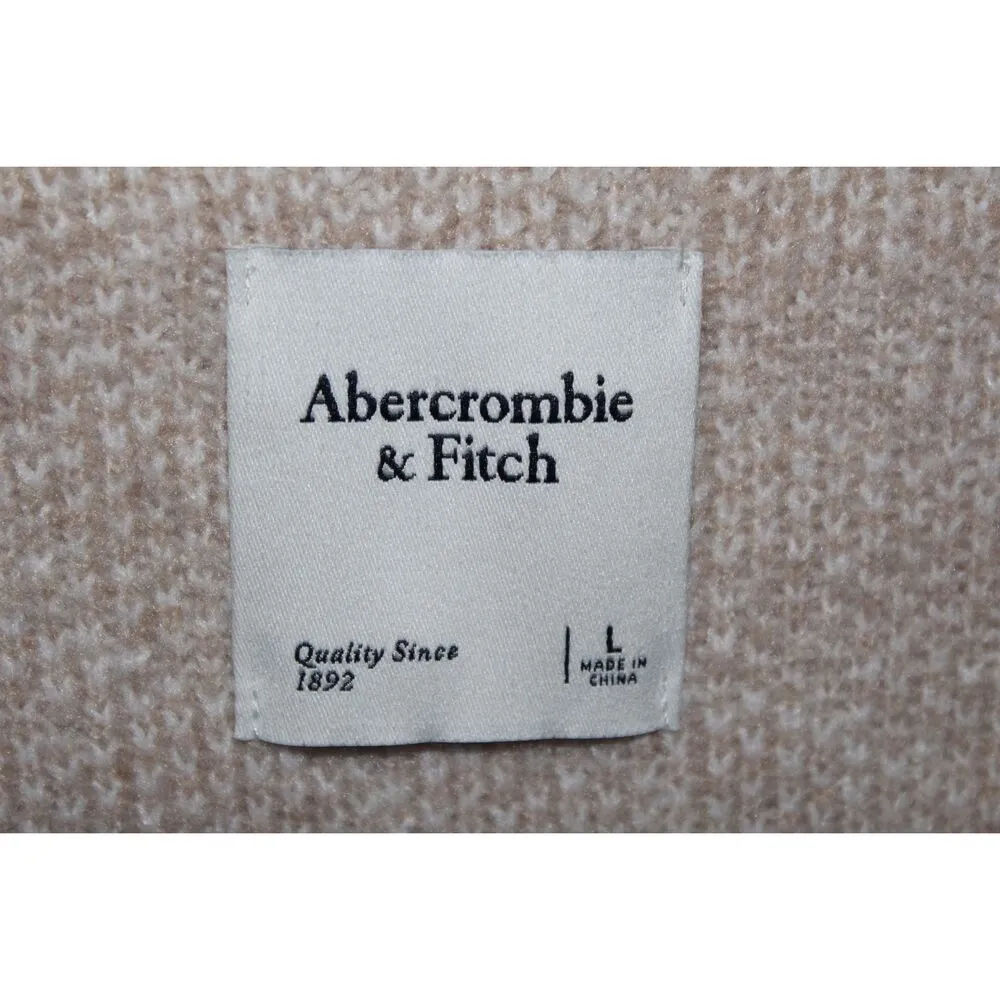 Abercrombie
& Fitch
Quality Since
1892
L
MADE IN
CHINA